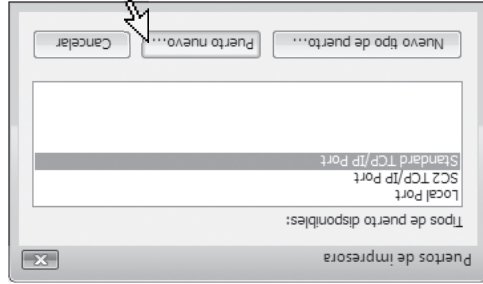 Puertos de impresora
Tipos de puerto disponibles:
Local Port
SC2 TCP/IP Port
Standard TCP/IP Port
Nuevo tipo de puerto...
Puerto nuevo...
Cancelar